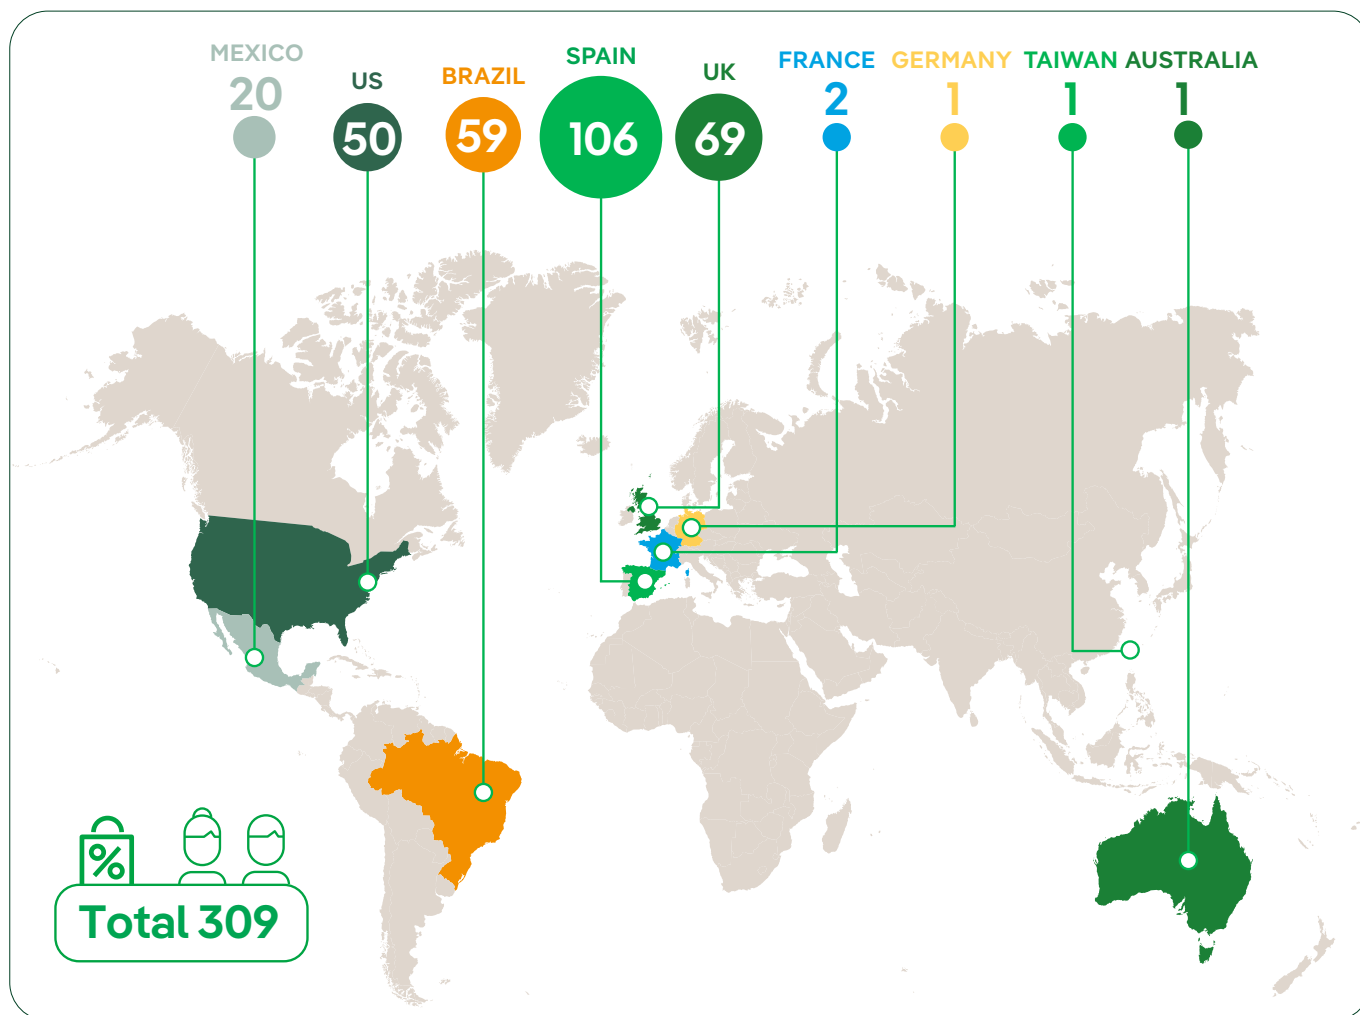 MEXICO
20
US
50
BRAZIL
59
SPAIN
106
UK
69
FRANCE
2
GERMANY
1
TAIWAN
1
AUSTRALIA
1
%
Total 309